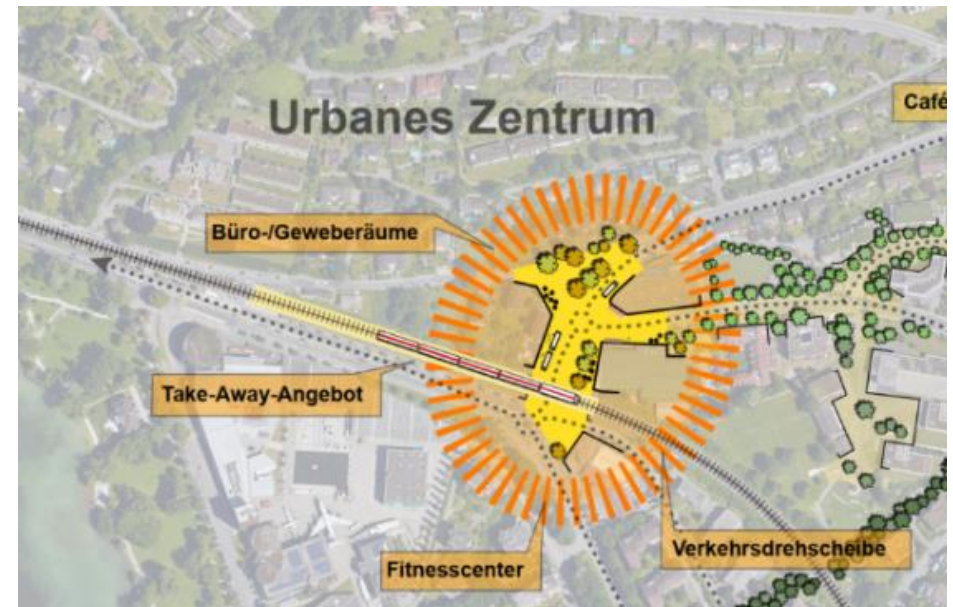 Urbanes Zentrum
Café
Büro-/Geweberäume
Take-Away-Angebot
Verkehrsdrehscheibe
Fitnesscenter